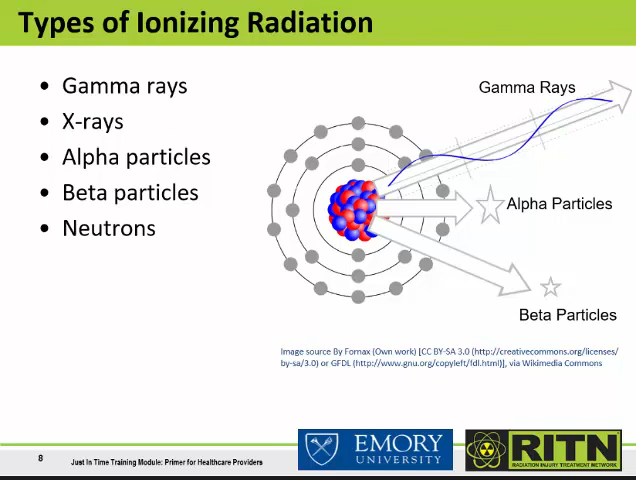 Types of Ionizing Radiation
• Gamma rays
• X-rays
• Alpha particles
• Beta particles
• Neutrons
Gamma Rays
Alpha Particles
Beta Particles
Image source By Fornax (Own work) [CC BY-SA 3.0 (http://creativecommons.org/licenses/
by-sa/3.0) or GFDL (http://www.gnu.org/copyleft/fdl.html)], via Wikimedia Commons
8
Just In Time Training Module: Primer for Healthcare Providers
EMORY
UNIVERSITY
RITN
RADIATION INJURY TREATMENT NETWORK